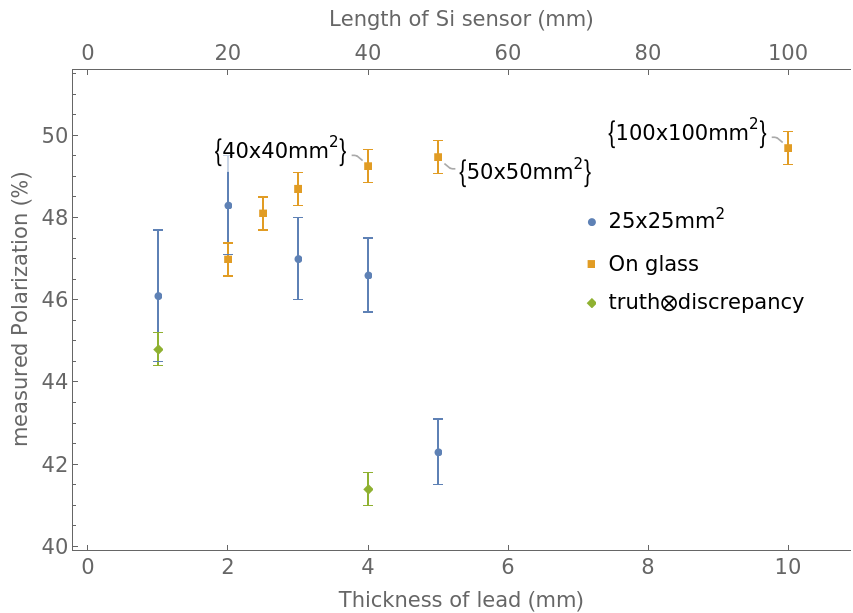 Length of Si sensor (mm)
0 20 40 60 80 100
measured Polarization (%)
50
48
46
44
42
40
{40x40mm²}
{50x50mm²}
{100x100mm²}
25x25mm²
On glass
truth⊗discrepancy
0 2 4 6 8 10
Thickness of lead (mm)